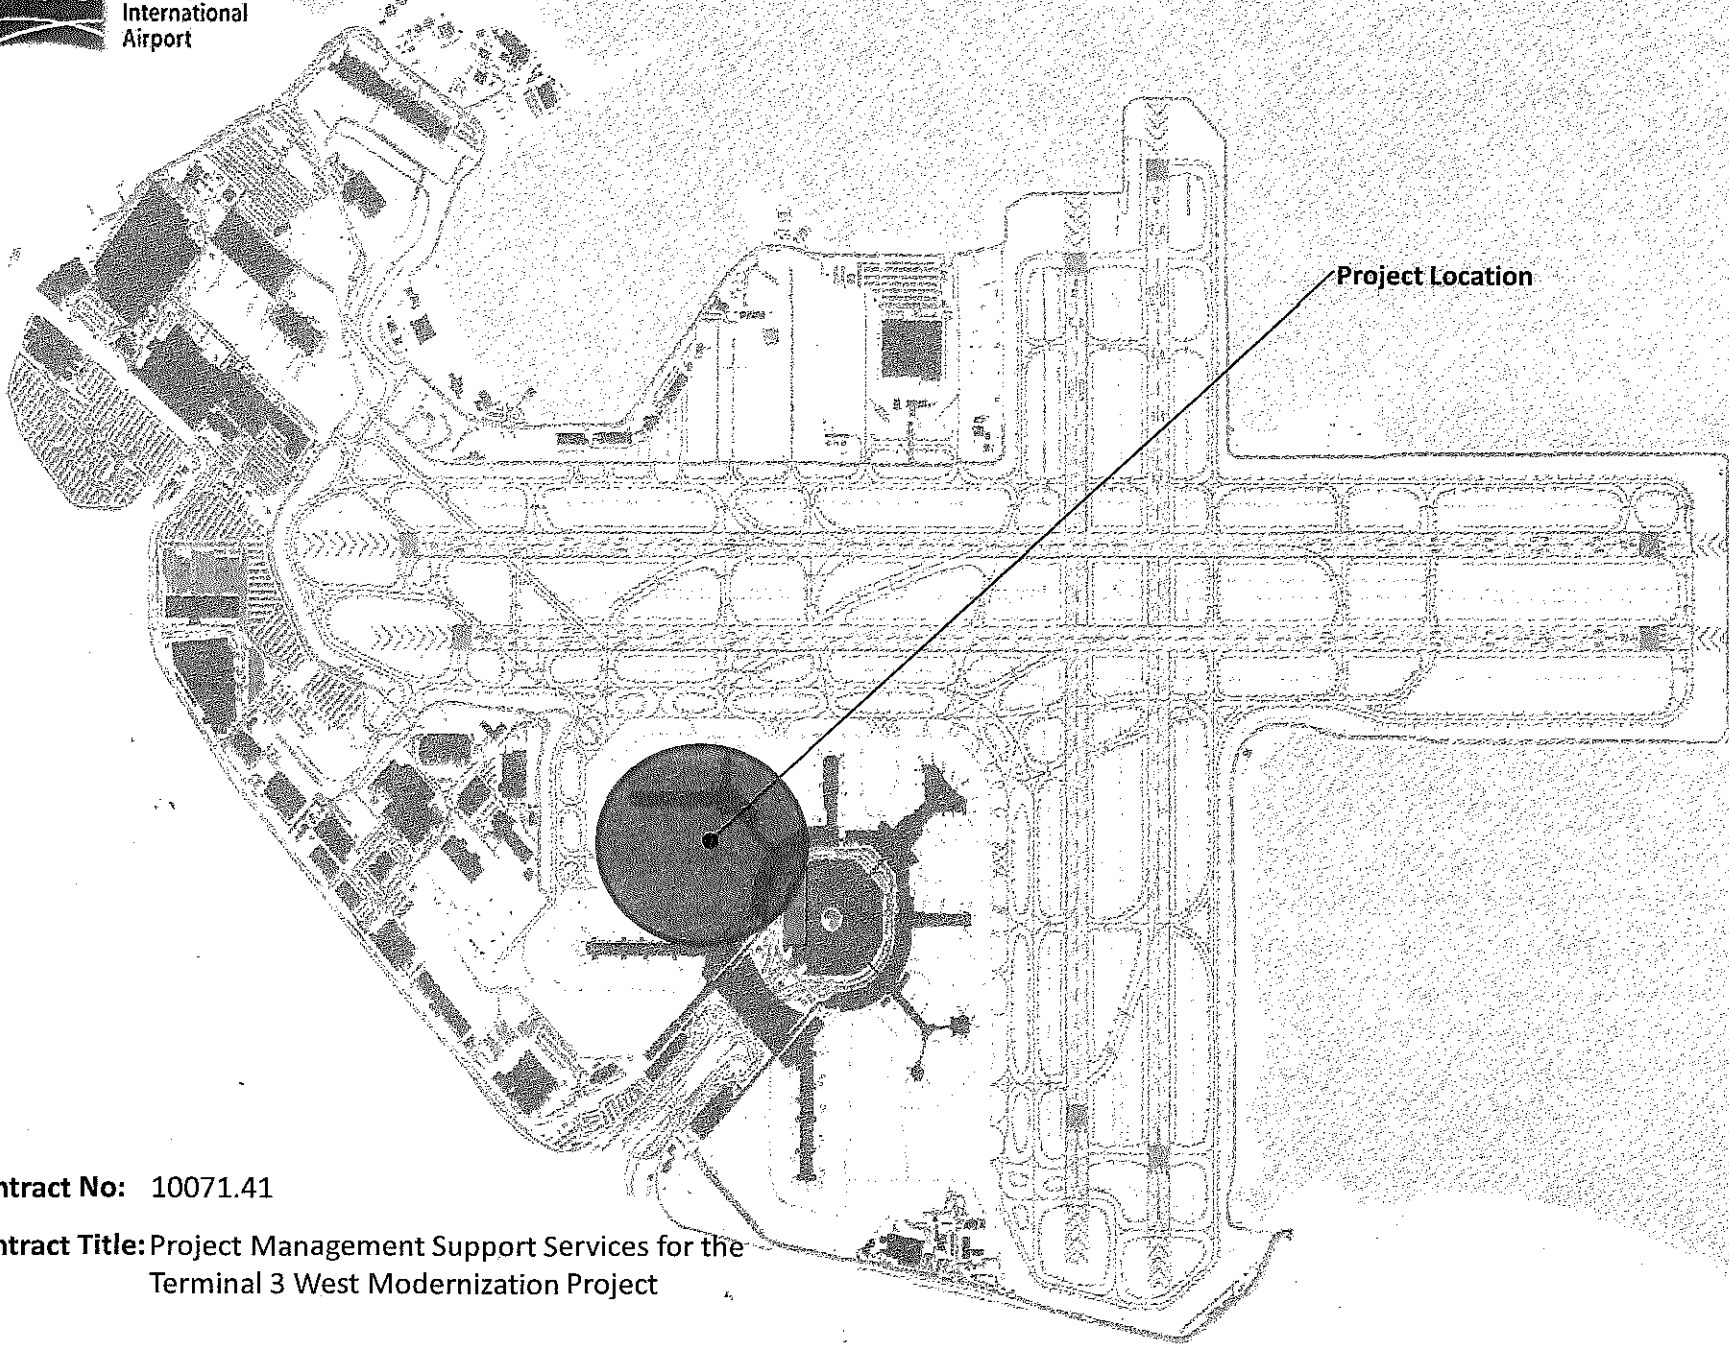 International
Airport
Project Location
ntract No: 10071.41
ntract Title: Project Management Support Services for the
Terminal 3 West Modernization Project